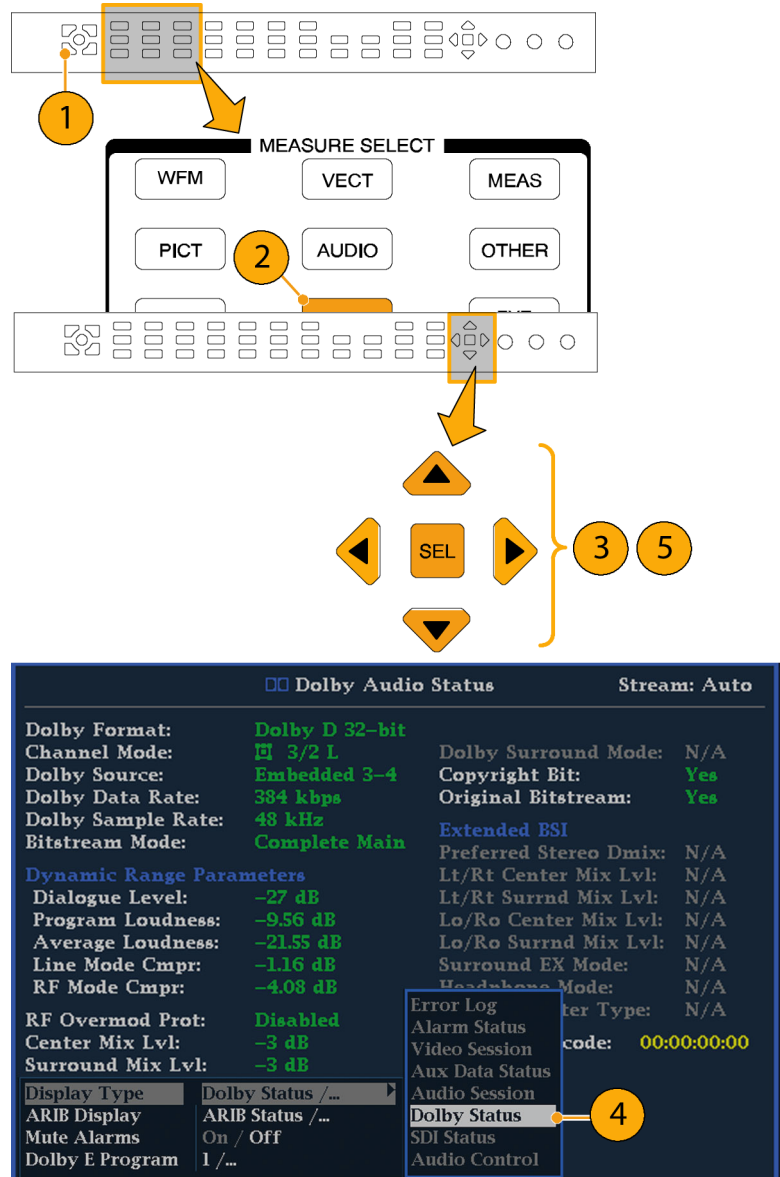 1
MEASURE SELECT
WFM VECT MEAS
PICT 2 AUDIO OTHER
SEL
3 5
Dolby Audio Status Stream: Auto
Dolby Format: Dolby D 32-bit
Channel Mode: 3/2 L Dolby Surround Mode: N/A
Dolby Source: Embedded 3-4 Copyright Bit: Yes
Dolby Data Rate: 384 kbps Original Bitstream: Yes
Dolby Sample Rate: 48 kHz Extended BSI
Bitstream Mode: Complete Main Preferred Stereo Dmix: N/A
Dynamic Range Parameters Lt/Rt Center Mix Lvl: N/A
Dialogue Level: -27 dB Lt/Rt Surrnd Mix Lvl: N/A
Program Loudness: -9.56 dB Lo/Ro Center Mix Lvl: N/A
Average Loudness: -21.55 dB Lo/Ro Surrnd Mix Lvl: N/A
Line Mode Cmpr: -1.16 dB Surround EX Mode: N/A
RF Mode Cmpr: -4.08 dB Headphone Mode: N/A
Error Log ter Type: N/A
RF Overmod Prot: Disabled Alarm Status
Center Mix Lvl: -3 dB Video Session code: 00:00:00:00
Surround Mix Lvl: -3 dB Aux Data Status
Display Type Dolby Status /... Audio Session
ARIB Display ARIB Status /... Dolby Status 4
Mute Alarms On / Off SDI Status
Dolby E Program 1 /... Audio Control